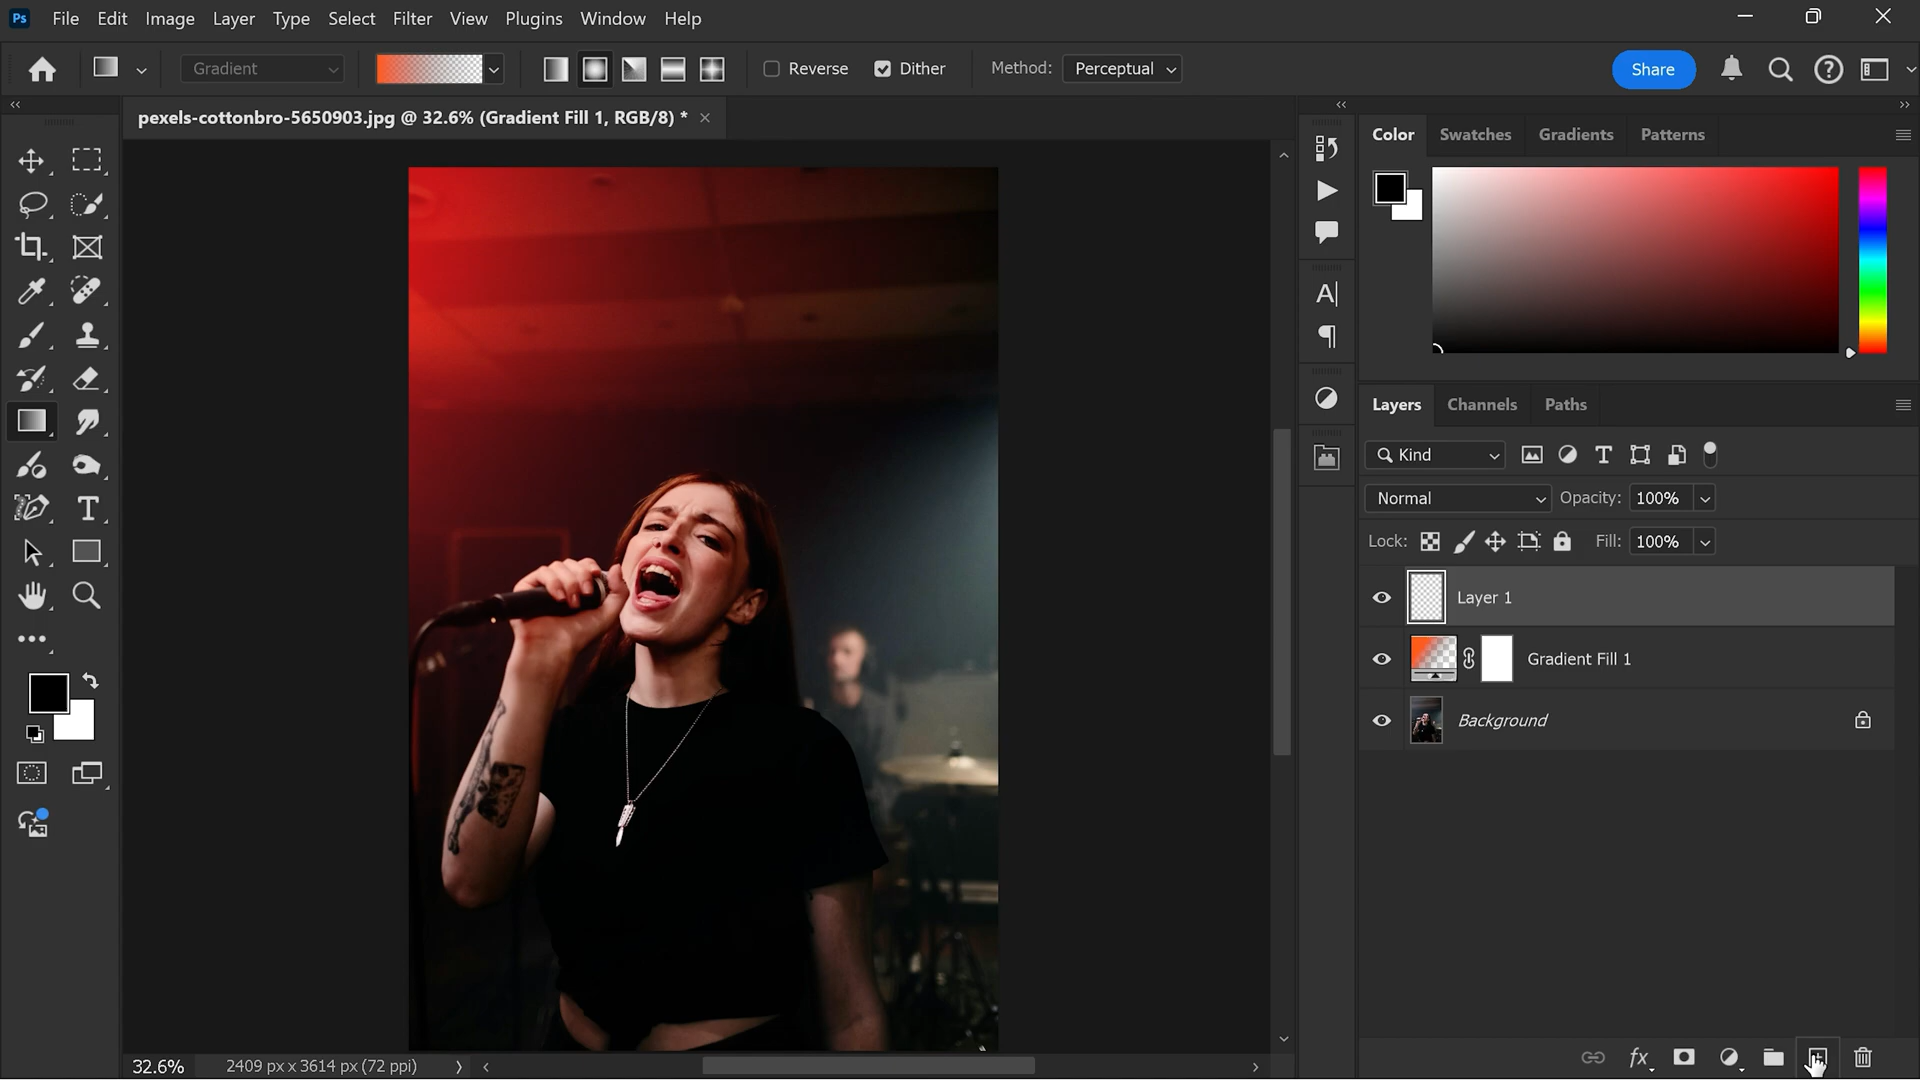 Ps File Edit Image Layer Type Select Filter View Plugins Window Help
Gradient Reverse Dither Method: Perceptual Share
pexels-cottonbro-5650903.jpg @ 32.6% (Gradient Fill 1, RGB/8) *
Color Swatches Gradients Patterns
Layers Channels Paths
Kind
Normal Opacity: 100%
Lock: Fill: 100%
Layer 1
Gradient Fill 1
Background
32.6% 2409 px x 3614 px (72 ppi)